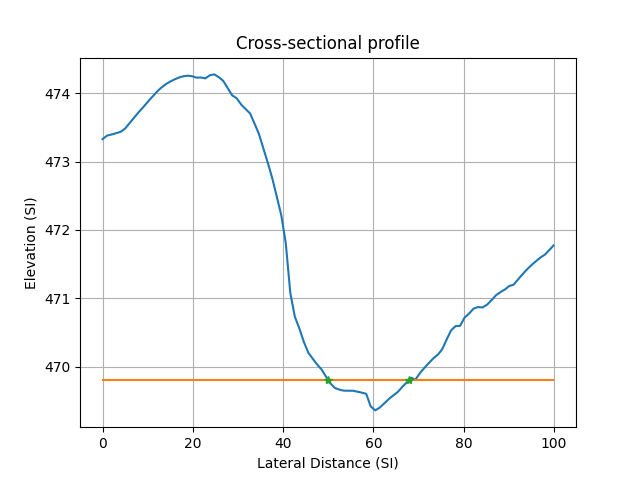 Cross-sectional profile
Elevation (SI)
474
473
472
471
470
0 20 40 60 80 100
Lateral Distance (SI)